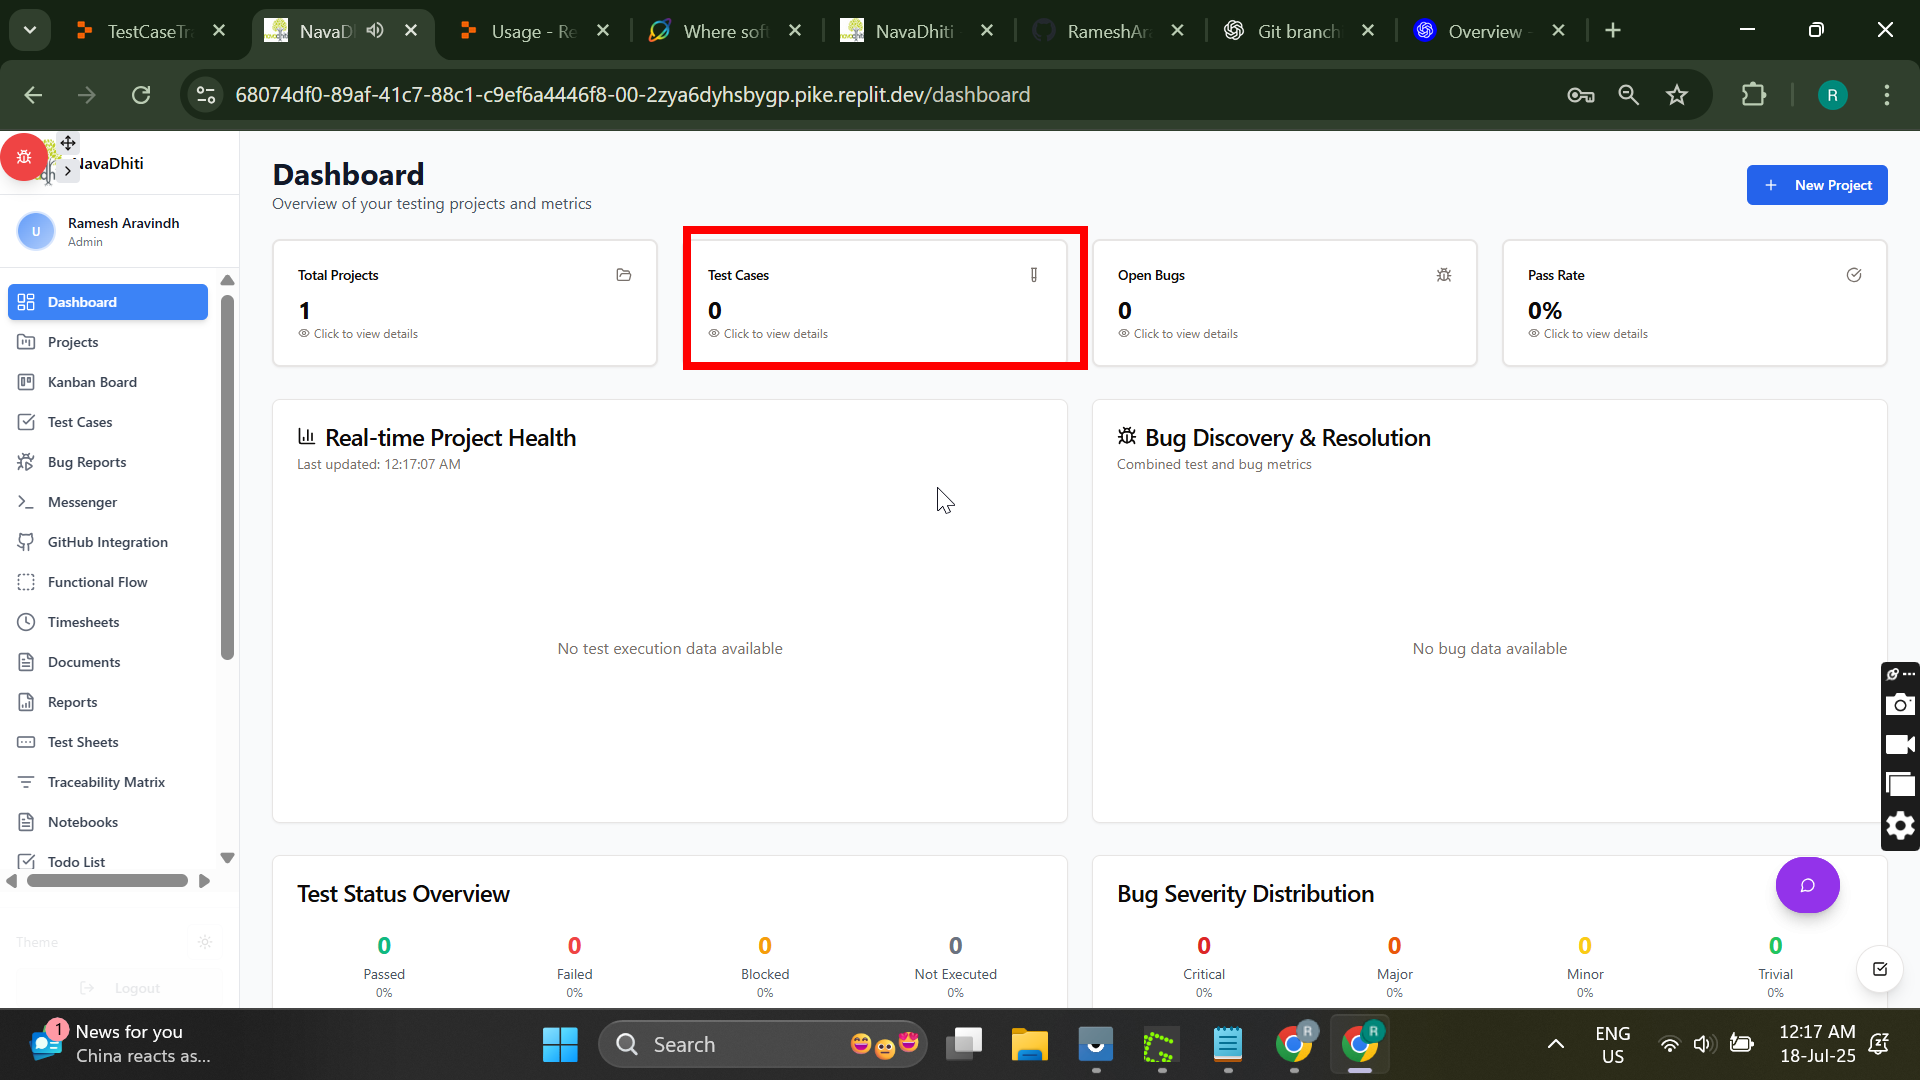 TestCaseTr
NavaD
Usage - Re
Where sof
NavaDhiti
RameshAr
Git branch
Overview -
68074df0-89af-41c7-88c1-c9ef6a4446f8-00-2zya6dyhsbygp.pike.replit.dev/dashboard
R
NavaDhiti
U
Ramesh Aravindh
Admin
Dashboard
Projects
Kanban Board
Test Cases
Bug Reports
Messenger
GitHub Integration
Functional Flow
Timesheets
Documents
Reports
Test Sheets
Traceability Matrix
Notebooks
Todo List
Theme
Logout
Dashboard
Overview of your testing projects and metrics
New Project
Total Projects
1
Click to view details
Test Cases
0
Click to view details
Open Bugs
0
Click to view details
Pass Rate
0%
Click to view details
Real-time Project Health
Last updated: 12:17:07 AM
No test execution data available
Bug Discovery & Resolution
Combined test and bug metrics
No bug data available
Test Status Overview
0 0 0 0
Passed Failed Blocked Not Executed
0% 0% 0% 0%
Bug Severity Distribution
0 0 0 0
Critical Major Minor Trivial
0% 0% 0% 0%
1
News for you
China reacts as...
Search
R
R
ENG
US
12:17 AM
18-Jul-25